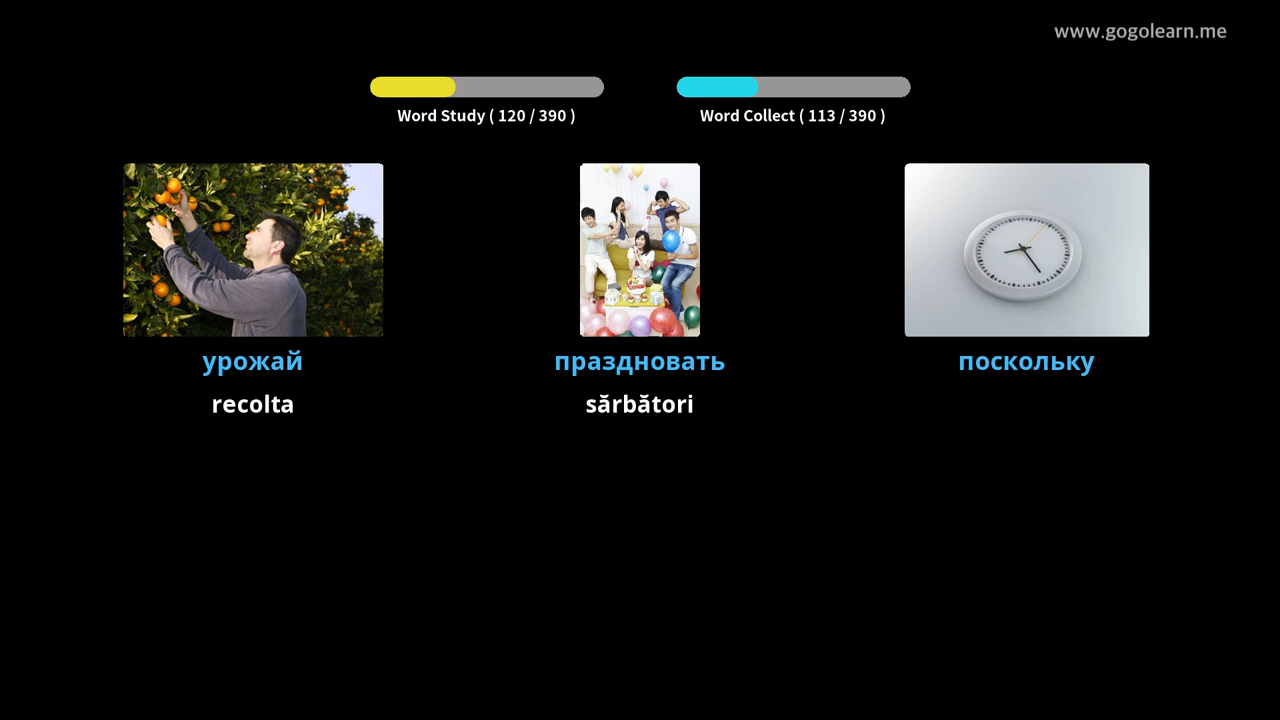 www.gogolearn.me
Word Study ( 120 / 390 )
Word Collect ( 113 / 390 )
урожай
праздновать
поскольку
recolta
sărbători